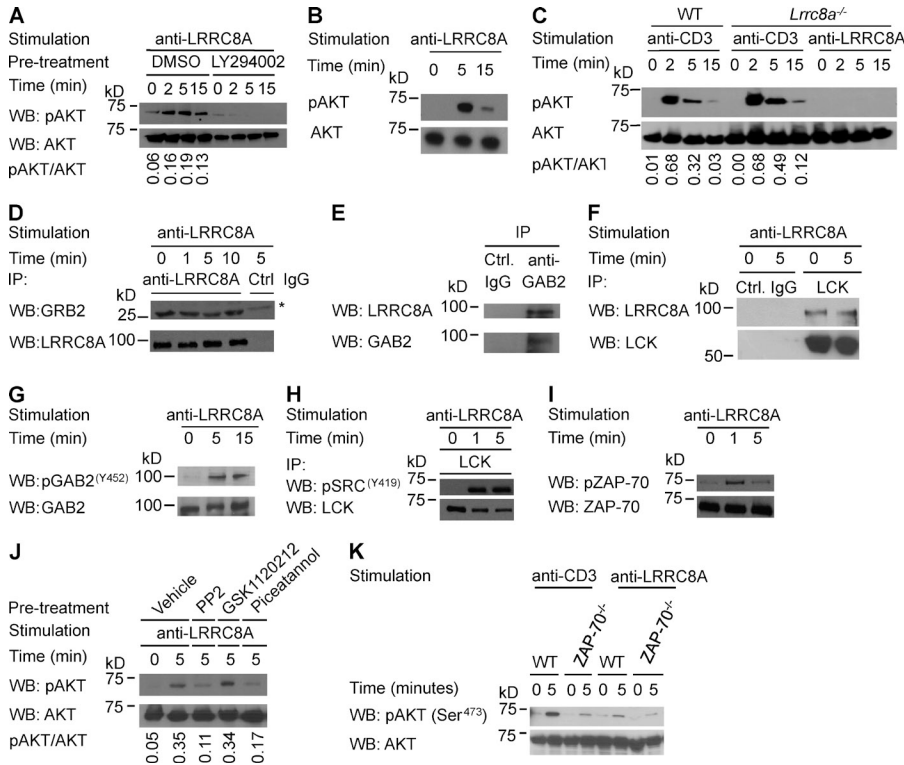 A
Stimulation anti-LRRC8A
Pre-treatment DMSO LY294002
Time (min) 0 2 5 15 0 2 5 15
kD
WB: pAKT 75
WB: AKT 75
pAKT/AKT 0.06 0.16 0.19 0.13
B
Stimulation anti-LRRC8A
Time (min) 0 5 15
kD
pAKT 75
AKT 75
C
WT Lrrc8a-/-
Stimulation anti-CD3 anti-CD3 anti-LRRC8A
Time (min) 0 2 5 15 0 2 5 15 0 2 5 15
kD
pAKT 75
AKT 75
pAKT/AKT 0.01 0.68 0.32 0.03 0.00 0.68 0.49 0.12
D
Stimulation anti-LRRC8A
Time (min) 0 1 5 10 5
IP: anti-LRRC8A Ctrl IgG
kD
WB:GRB2 25 *
WB:LRRC8A 100
E
IP
Ctrl. anti-
IgG GAB2
kD
WB: LRRC8A 100
WB: GAB2 100
F
Stimulation anti-LRRC8A
Time (min) 0 5 0 5
IP: Ctrl. IgG LCK
kD
WB: LRRC8A 100
WB: LCK 50
G
Stimulation anti-LRRC8A
Time (min) 0 5 15
kD
WB:pGAB2(Y452) 100
WB:GAB2 100
H
Stimulation anti-LRRC8A
Time (min) 0 1 5
IP: kD LCK
WB: pSRC(Y419) 75
WB: LCK 75
I
Stimulation anti-LRRC8A
Time (min) 0 1 5
kD
WB: pZAP-70 75
WB: ZAP-70 75
J
Pre-treatment Vehicle PP2 GSK1120212 Piceatannol
Stimulation anti-LRRC8A
Time (min) 0 5 5 5 5
kD
WB: pAKT 75
WB: AKT 75
pAKT/AKT 0.05 0.35 0.11 0.34 0.17
K
Stimulation anti-CD3 anti-LRRC8A
WT ZAP-70-/- WT ZAP-70-/-
Time (minutes) 0 5 0 5 0 5 0 5
kD
WB: pAKT (Ser473) 75
WB: AKT 75